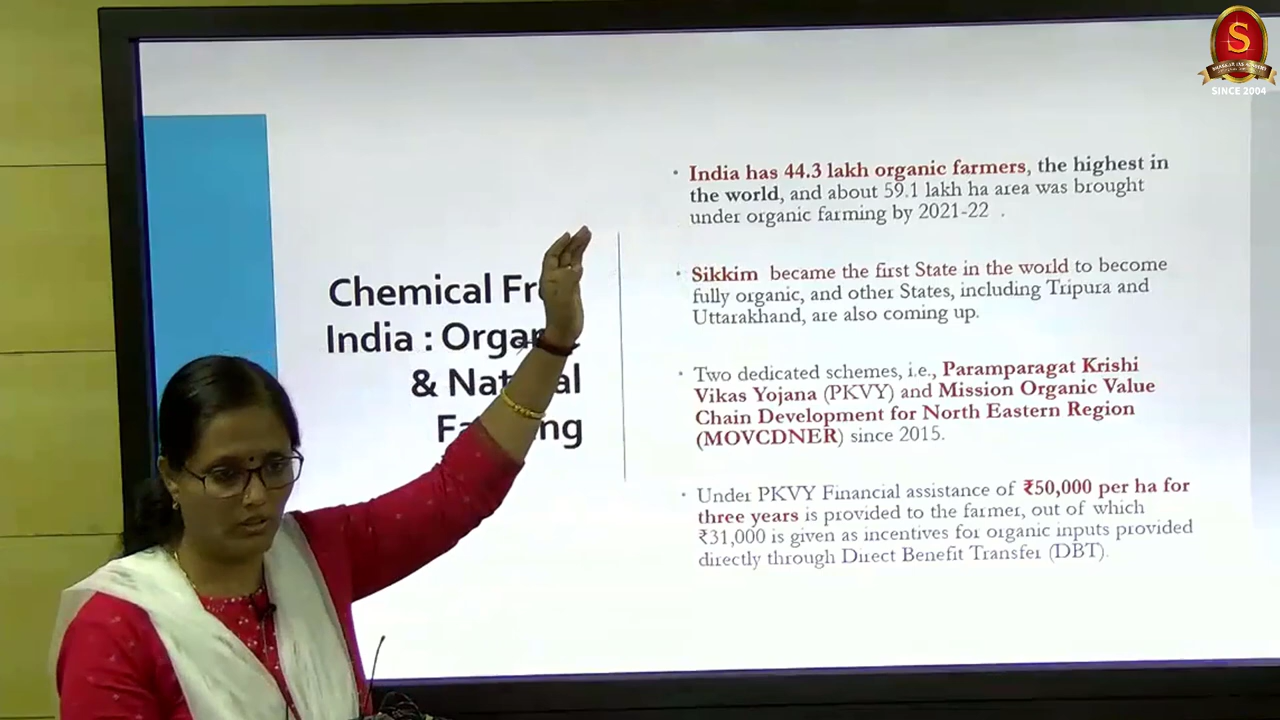 SHANKAR IAS ACADEMY
SINCE 2004
Chemical Fr
India : Orga
& Nat al
Fa ng
• India has 44.3 lakh organic farmers, the highest in
the world, and about 59.1 lakh ha area was brought
under organic farming by 2021-22 .
• Sikkim became the first State in the world to become
fully organic, and other States, including Tripura and
Uttarakhand, are also coming up.
• Two dedicated schemes, i.e., Paramparagat Krishi
Vikas Yojana (PKVY) and Mission Organic Value
Chain Development for North Eastern Region
(MOVCDNER) since 2015.
• Under PKVY Financial assistance of ₹50,000 per ha for
three years is provided to the farmer, out of which
₹31,000 is given as incentives for organic inputs provided
directly through Direct Benefit Transfer (DBT).